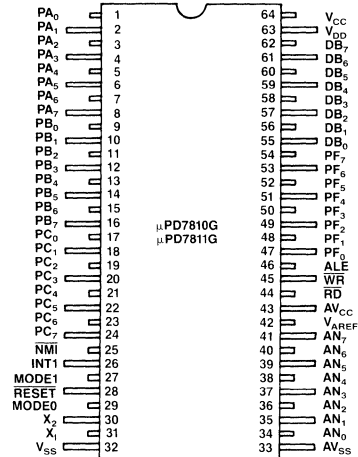 PA₀ 1 64 V_CC
PA₁ 2 63 V_DD
PA₂ 3 62 DB₇
PA₃ 4 61 DB₆
PA₄ 5 60 DB₅
PA₅ 6 59 DB₄
PA₆ 7 58 DB₃
PA₇ 8 57 DB₂
PB₀ 9 56 DB₁
PB₁ 10 55 DB₀
PB₂ 11 54 PF₇
PB₃ 12 53 PF₆
PB₄ 13 52 PF₅
PB₅ 14 51 PF₄
PB₆ 15 50 PF₃
PB₇ 16 μPD7810G 49 PF₂
PC₀ 17 μPD7811G 48 PF₁
PC₁ 18 47 PF₀
PC₂ 19 46 ALE
PC₃ 20 45 WR
PC₄ 21 44 RD
PC₅ 22 43 AV_CC
PC₆ 23 42 V_AREF
PC₇ 24 41 AN₇
NMI 25 40 AN₆
INT1 26 39 AN₅
MODE1 27 38 AN₄
RESET 28 37 AN₃
MODE0 29 36 AN₂
X₂ 30 35 AN₁
X₁ 31 34 AN₀
V_SS 32 33 AV_SS